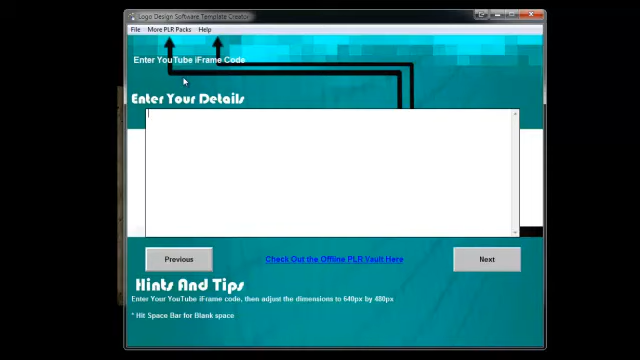 Logo Design Software Template Creator
File More PLR Packs Help
Enter YouTube iFrame Code
Enter Your Details
Previous Check Out the Offline PLR Vault Here Next
Hints And Tips
Enter Your YouTube iFrame code, then adjust the dimensions to 640px by 480px
* Hit Space Bar for Blank space